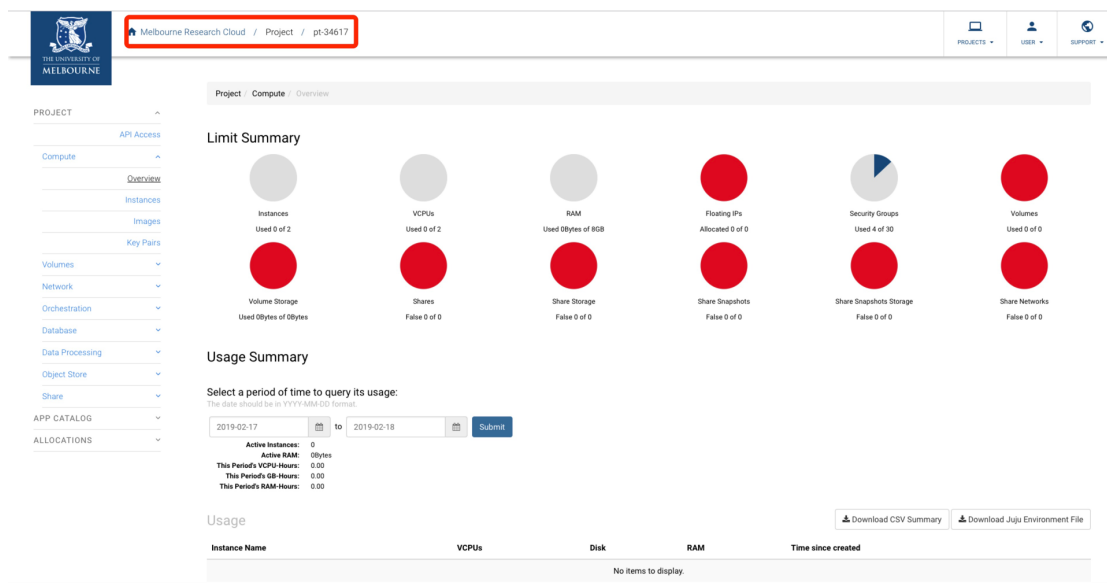 THE UNIVERSITY OF
MELBOURNE
Melbourne Research Cloud / Project / pt-34617
PROJECTS
USER
SUPPORT
PROJECT
API Access
Compute
Overview
Instances
Images
Key Pairs
Volumes
Network
Orchestration
Database
Data Processing
Object Store
Share
APP CATALOG
ALLOCATIONS
Project / Compute / Overview
Limit Summary
Instances
Used 0 of 2
VCPUs
Used 0 of 2
RAM
Used 0Bytes of 8GB
Floating IPs
Allocated 0 of 0
Security Groups
Used 4 of 30
Volumes
Used 0 of 0
Volume Storage
Used 0Bytes of 0Bytes
Shares
False 0 of 0
Share Storage
False 0 of 0
Share Snapshots
False 0 of 0
Share Snapshots Storage
False 0 of 0
Share Networks
False 0 of 0
Usage Summary
Select a period of time to query its usage:
The date should be in YYYY-MM-DD format.
2019-02-17 to 2019-02-18 Submit
Active Instances: 0
Active RAM: 0Bytes
This Period's VCPU-Hours: 0.00
This Period's GB-Hours: 0.00
This Period's RAM-Hours: 0.00
Usage
Download CSV Summary
Download Juju Environment File
Instance Name VCPUs Disk RAM Time since created
No items to display.